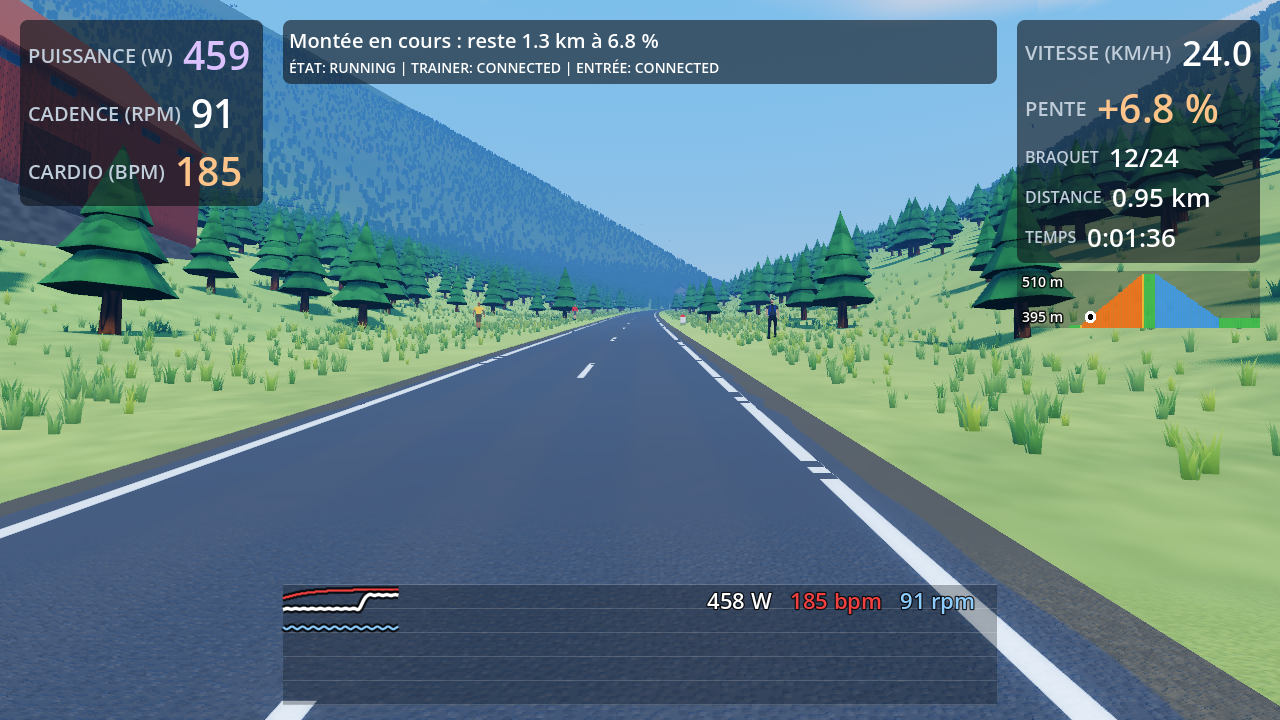 PUISSANCE (W) 459
CADENCE (RPM) 91
CARDIO (BPM) 185
Montée en cours : reste 1.3 km à 6.8 %
ÉTAT: RUNNING | TRAINER: CONNECTED | ENTRÉE: CONNECTED
VITESSE (KM/H) 24.0
PENTE +6.8 %
BRAQUET 12/24
DISTANCE 0.95 km
TEMPS 0:01:36
510 m
395 m
458 W 185 bpm 91 rpm